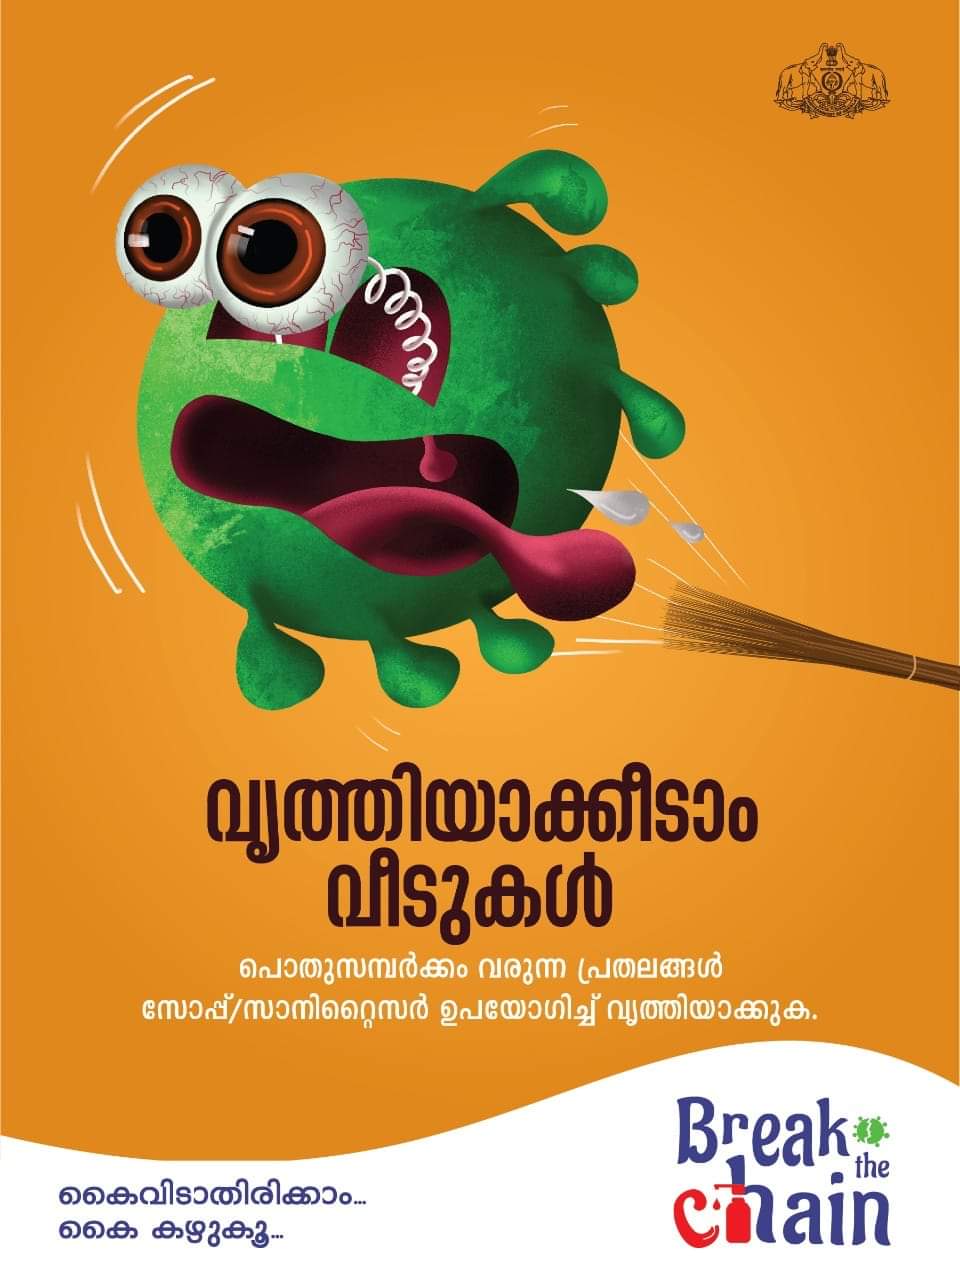 വൃത്തിയാക്കീടാം
വീടുകൾ
പൊതുസമ്പർക്കം വരുന്ന പ്രതലങ്ങൾ
സോപ്പ്/സാനിറ്റൈസർ ഉപയോഗിച്ച് വൃത്തിയാക്കുക.
കൈവിടാതിരിക്കാം...
കൈ കഴുകൂ...
Break
the
chain